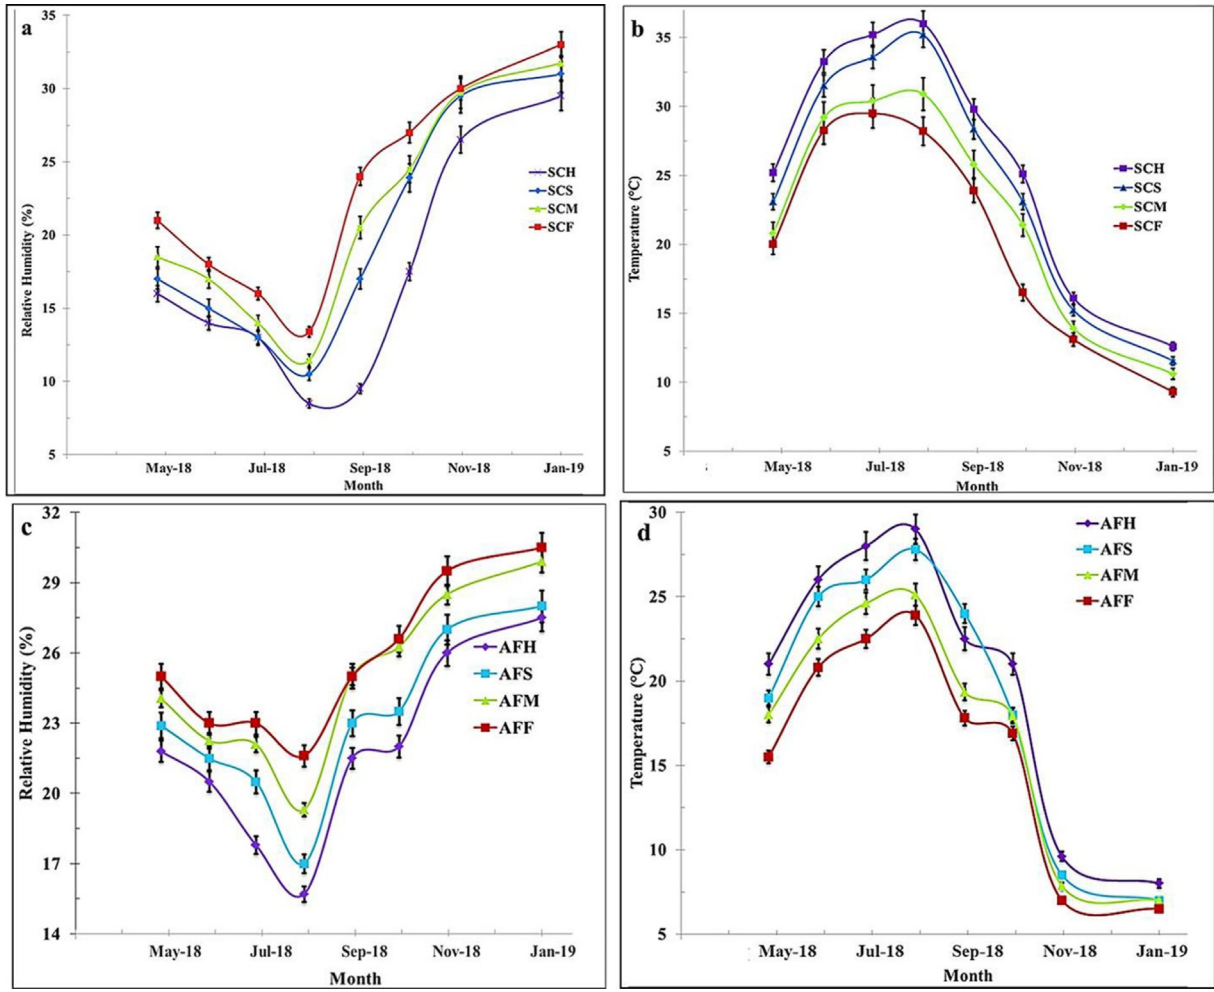 a
35
30
25
20
15
10
5
Relative Humidity (%)
SCH
SCS
SCM
SCF
May-18 Jul-18 Sep-18 Nov-18 Jan-19
Month
b
35
30
25
20
15
10
5
Temperature (°C)
SCH
SCS
SCM
SCF
May-18 Jul-18 Sep-18 Nov-18 Jan-19
Month
c
32
29
26
23
20
17
14
Relative Humidity (%)
AFH
AFS
AFM
AFF
May-18 Jul-18 Sep-18 Nov-18 Jan-19
Month
d
30
25
20
15
10
5
Temperature (°C)
AFH
AFS
AFM
AFF
May-18 Jul-18 Sep-18 Nov-18 Jan-19
Month